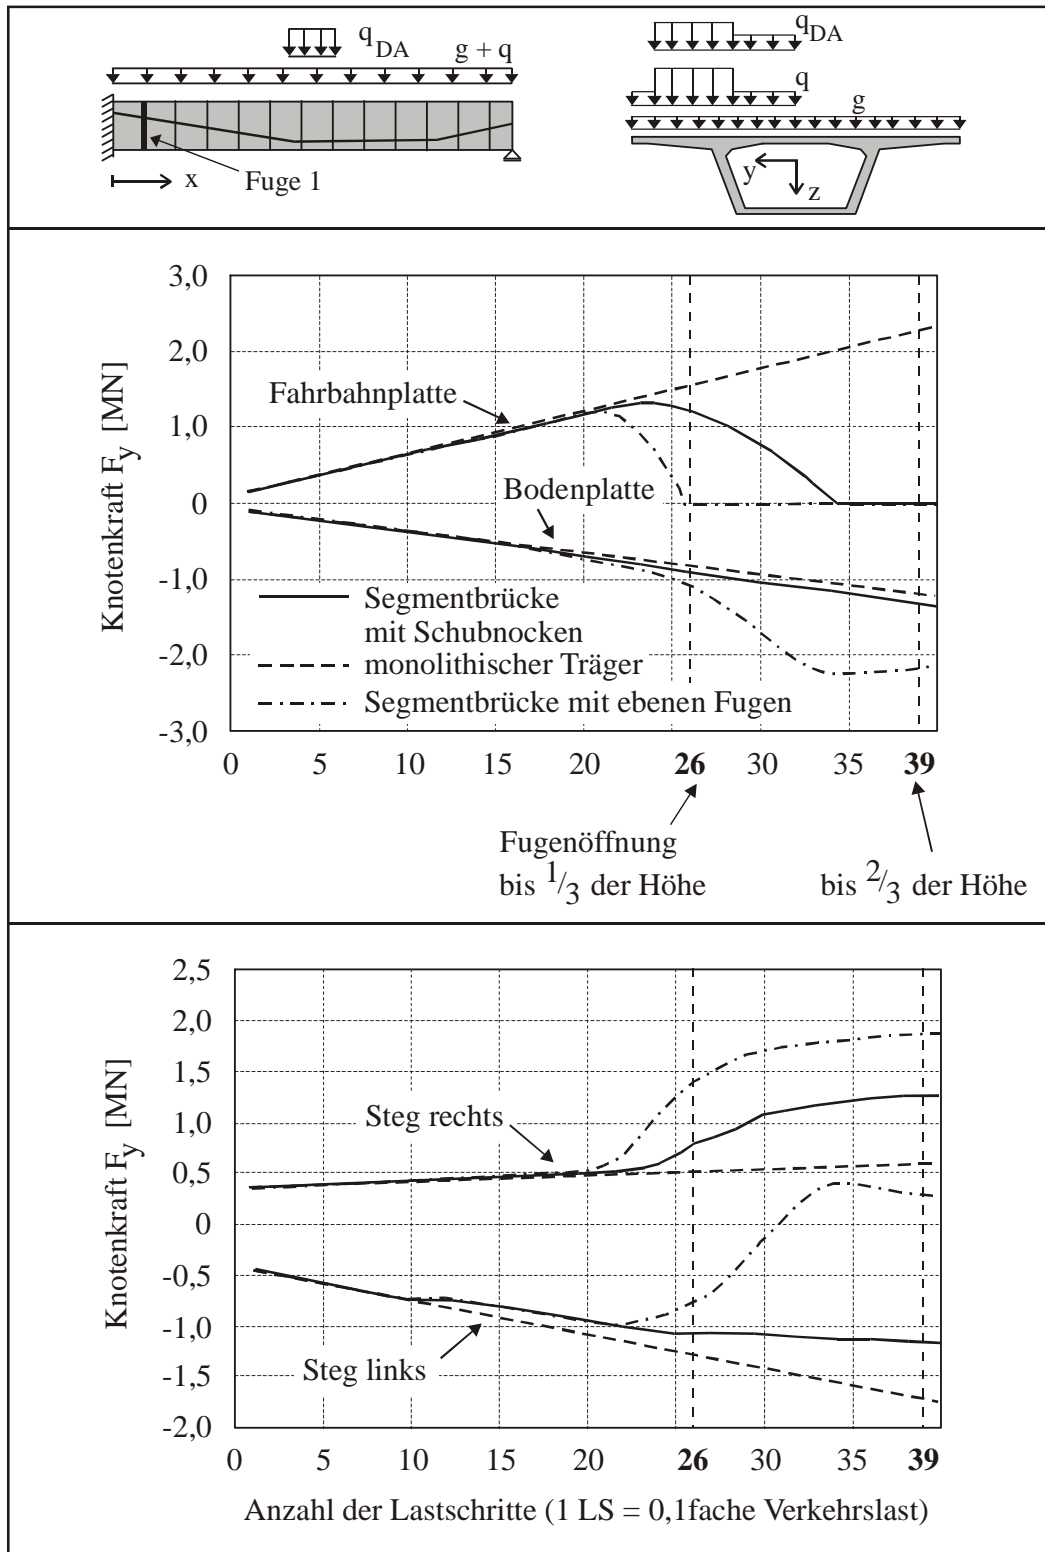 q_DA
g + q
Fuge 1
x
q_DA
q
g
y
z
Knotenkraft F_y [MN]
3,0
2,0
1,0
0
-1,0
-2,0
-3,0
Fahrbahnplatte
Bodenplatte
Segmentbrücke
mit Schubnocken
monolithischer Träger
Segmentbrücke mit ebenen Fugen
0 5 10 15 20 26 30 35 39
Fugenöffnung
bis 1/3 der Höhe
bis 2/3 der Höhe
Knotenkraft F_y [MN]
2,5
2,0
1,5
1,0
0,5
0
-0,5
-1,0
-1,5
-2,0
Steg rechts
Steg links
0 5 10 15 20 26 30 35 39
Anzahl der Lastschritte (1 LS = 0,1fache Verkehrslast)